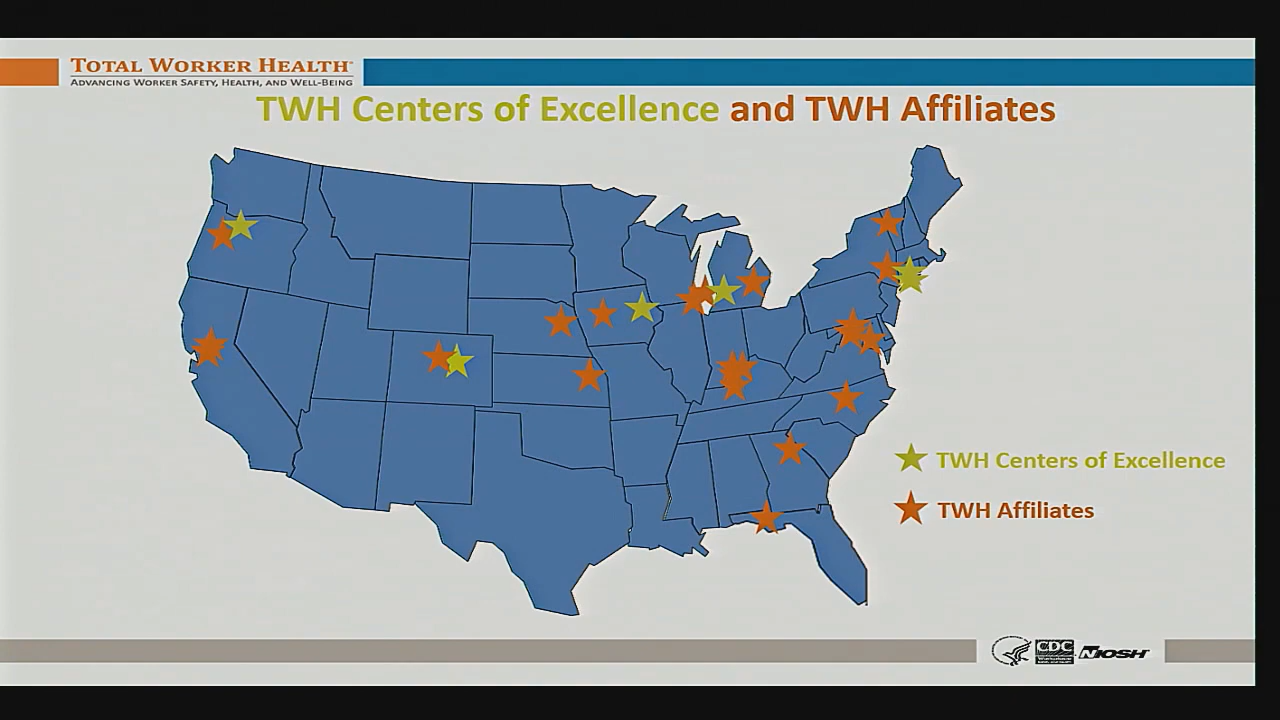 TOTAL WORKER HEALTH
ADVANCING WORKER SAFETY, HEALTH, AND WELL-BEING
TWH Centers of Excellence and TWH Affiliates
TWH Centers of Excellence
TWH Affiliates
CDC
NIOSH